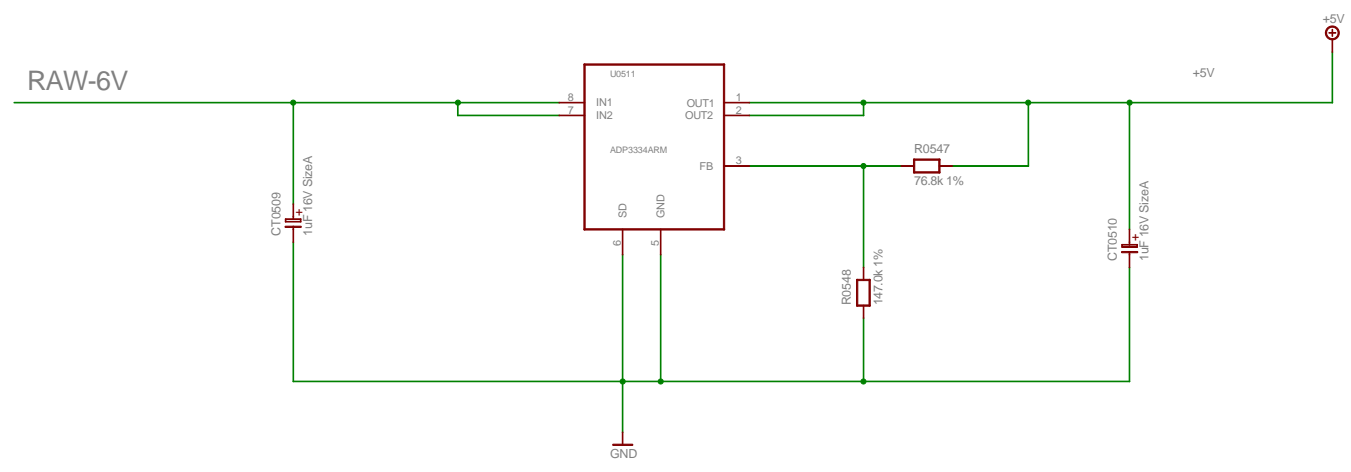 +5V
RAW-6V
U0511
+5V
8
IN1
OUT1
1
7
IN2
OUT2
2
ADP3334ARM
FB
3
R0547
76.8k 1%
SD
GND
6
5
CT0509
+
1uF 16V SizeA
R0548
147.0k 1%
CT0510
+
1uF 16V SizeA
GND